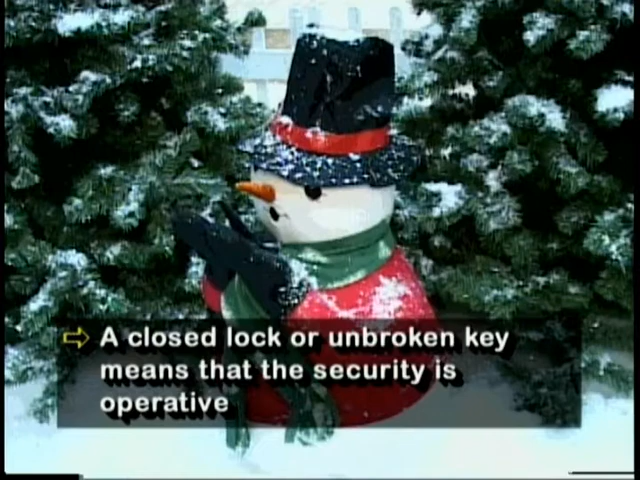 A closed lock or unbroken key
means that the security is
operative